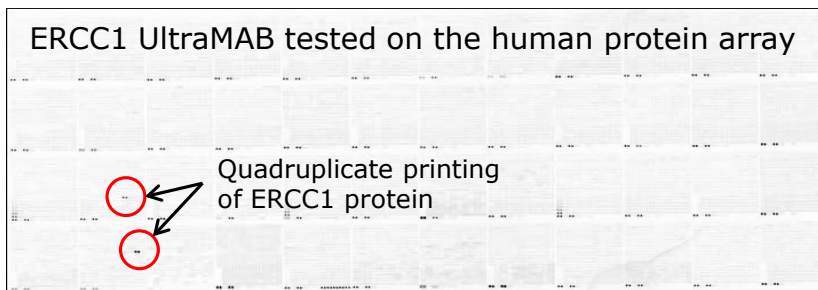 ERCC1 UltraMAB tested on the human protein array
Quadruplicate printing
of ERCC1 protein